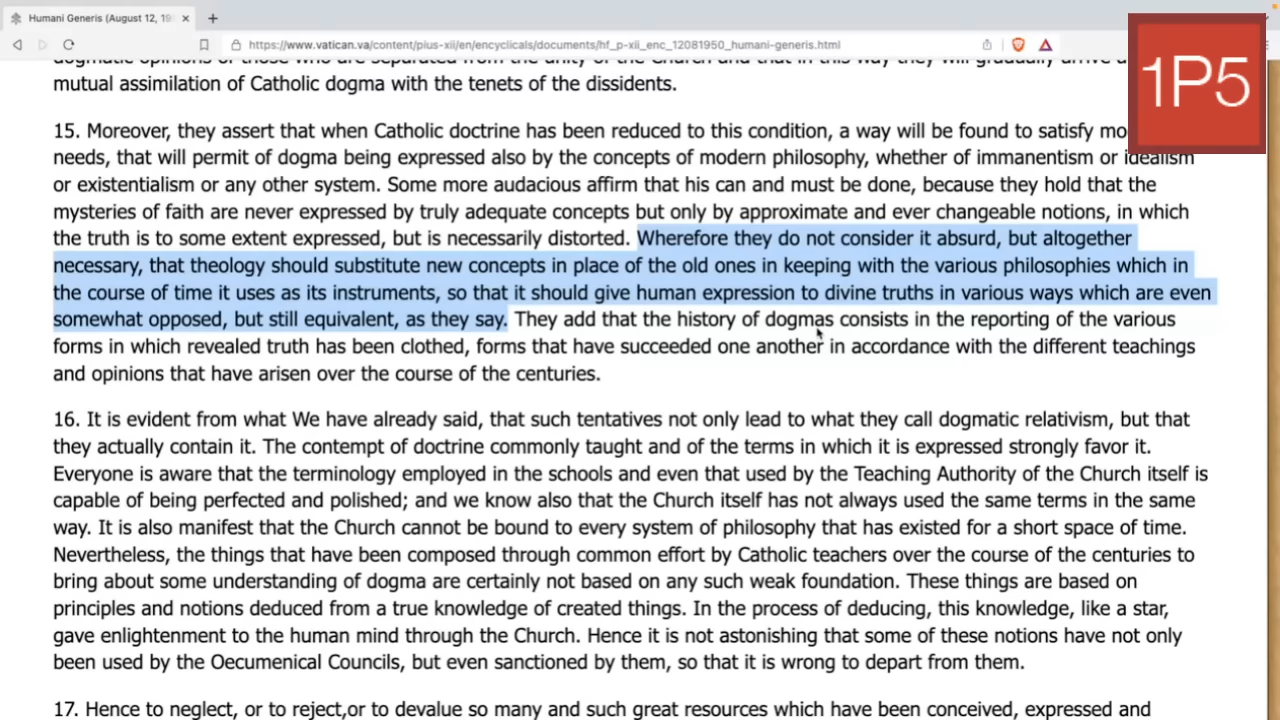 Humani Generis (August 12, 19
https://www.vatican.va/content/pius-xii/en/encyclicals/documents/hf_p-xii_enc_12081950_humani-generis.html
1P5
dogmatic opinions of those who are separated from the unity of the Church and that in this way they will gradually arrive
mutual assimilation of Catholic dogma with the tenets of the dissidents.
15. Moreover, they assert that when Catholic doctrine has been reduced to this condition, a way will be found to satisfy mo
needs, that will permit of dogma being expressed also by the concepts of modern philosophy, whether of immanentism or idealism
or existentialism or any other system. Some more audacious affirm that his can and must be done, because they hold that the
mysteries of faith are never expressed by truly adequate concepts but only by approximate and ever changeable notions, in which
the truth is to some extent expressed, but is necessarily distorted. Wherefore they do not consider it absurd, but altogether
necessary, that theology should substitute new concepts in place of the old ones in keeping with the various philosophies which in
the course of time it uses as its instruments, so that it should give human expression to divine truths in various ways which are even
somewhat opposed, but still equivalent, as they say. They add that the history of dogmas consists in the reporting of the various
forms in which revealed truth has been clothed, forms that have succeeded one another in accordance with the different teachings
and opinions that have arisen over the course of the centuries.
16. It is evident from what We have already said, that such tentatives not only lead to what they call dogmatic relativism, but that
they actually contain it. The contempt of doctrine commonly taught and of the terms in which it is expressed strongly favor it.
Everyone is aware that the terminology employed in the schools and even that used by the Teaching Authority of the Church itself is
capable of being perfected and polished; and we know also that the Church itself has not always used the same terms in the same
way. It is also manifest that the Church cannot be bound to every system of philosophy that has existed for a short space of time.
Nevertheless, the things that have been composed through common effort by Catholic teachers over the course of the centuries to
bring about some understanding of dogma are certainly not based on any such weak foundation. These things are based on
principles and notions deduced from a true knowledge of created things. In the process of deducing, this knowledge, like a star,
gave enlightenment to the human mind through the Church. Hence it is not astonishing that some of these notions have not only
been used by the Oecumenical Councils, but even sanctioned by them, so that it is wrong to depart from them.
17. Hence to neglect, or to reject,or to devalue so many and such great resources which have been conceived, expressed and